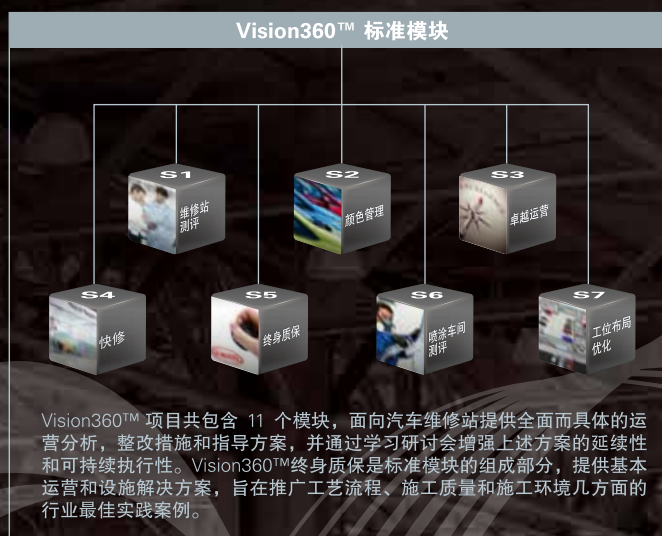 Vision360™ 标准模块
S1
维修站
测评
S2
颜色管理
S3
卓越运营
S4
快修
S5
终身质保
S6
喷涂车间
测评
S7
工位布局
优化
Vision360™ 项目共包含 11 个模块，面向汽车维修站提供全面而具体的运
营分析，整改措施和指导方案，并通过学习研讨会增强上述方案的延续性
和可持续执行性。Vision360™终身质保是标准模块的组成部分，提供基本
运营和设施解决方案，旨在推广工艺流程、施工质量和施工环境几方面的
行业最佳实践案例。